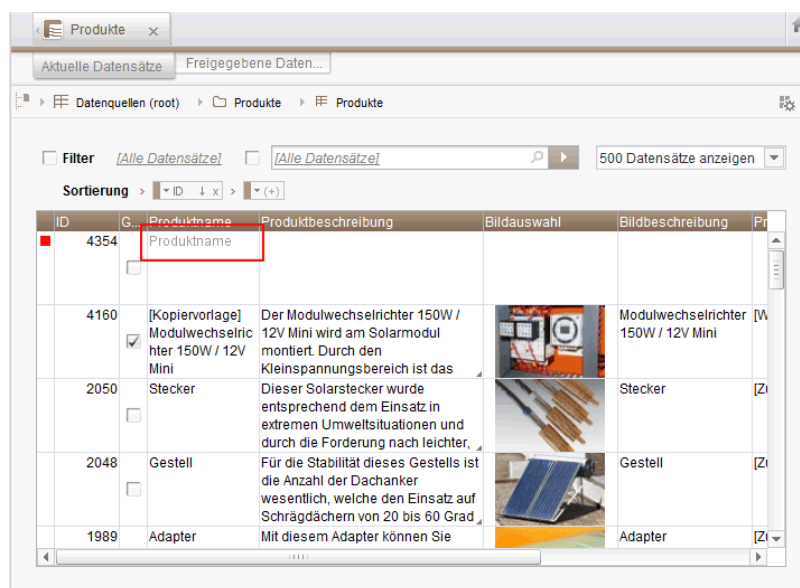 Produkte x
Aktuelle Datensätze Freigegebene Daten...
Datenquellen (root) Produkte Produkte
Filter [Alle Datensätze] [Alle Datensätze] 500 Datensätze anzeigen
Sortierung > ID ↓ x > (+)
ID G... Produktname Produktbeschreibung Bildauswahl Bildbeschreibung Pr
4354 Produktname
4160 [Kopiervorlage] Der Modulwechselrichter 150W / Modulwechselrichter [W
Modulwechselric 12V Mini wird am Solarmodul 150W / 12V Mini
hter 150W / 12V montiert. Durch den
Mini Kleinspannungsbereich ist das
2050 Stecker Dieser Solarstecker wurde Stecker [Zu
entsprechend dem Einsatz in
extremen Umweltsituationen und
durch die Forderung nach leichter,
2048 Gestell Für die Stabilität dieses Gestells ist Gestell [Zu
die Anzahl der Dachanker
wesentlich, welche den Einsatz auf
Schrägdächern von 20 bis 60 Grad
1989 Adapter Mit diesem Adapter können Sie Adapter [Zu